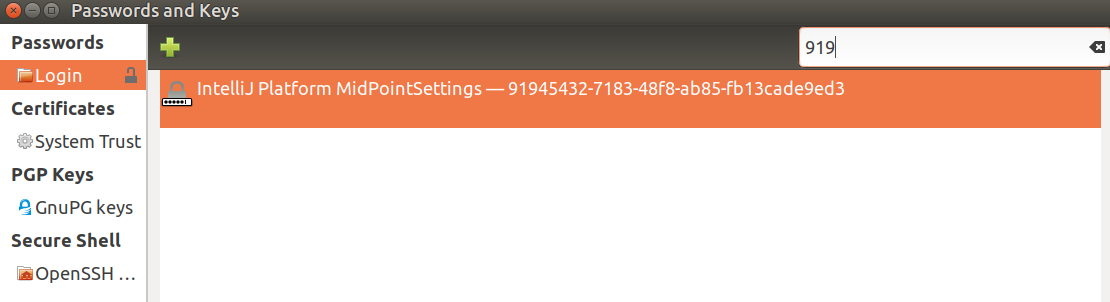 Passwords and Keys
Passwords
919
Login
IntelliJ Platform MidPointSettings — 91945432-7183-48f8-ab85-fb13cade9ed3
Certificates
System Trust
PGP Keys
GnuPG keys
Secure Shell
OpenSSH …